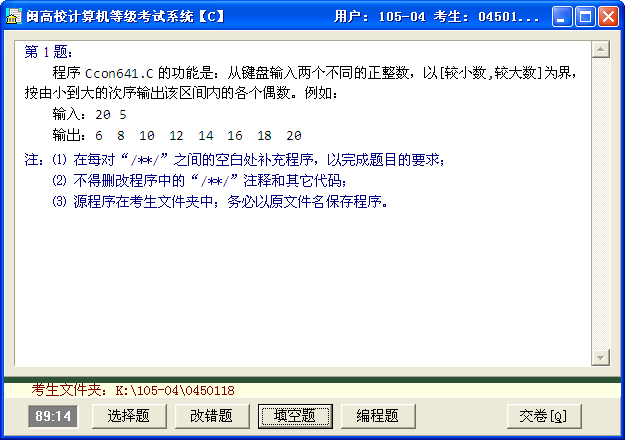 闽高校计算机等级考试系统【C】 用户: 105-04 考生: 04501...
第1题:
程序Ccon641.C的功能是: 从键盘输入两个不同的正整数, 以[较小数,较大数]为界,
按由小到大的次序输出该区间内的各个偶数。例如:
输入: 20 5
输出: 6 8 10 12 14 16 18 20
注: ⑴ 在每对“/**/”之间的空白处补充程序, 以完成题目的要求;
⑵ 不得删改程序中的“/**/”注释和其它代码;
⑶ 源程序在考生文件夹中; 务必以原文件名保存程序。
考生文件夹: K:\105-04\0450118
89:14 选择题 改错题 填空题 编程题 交卷[Q]